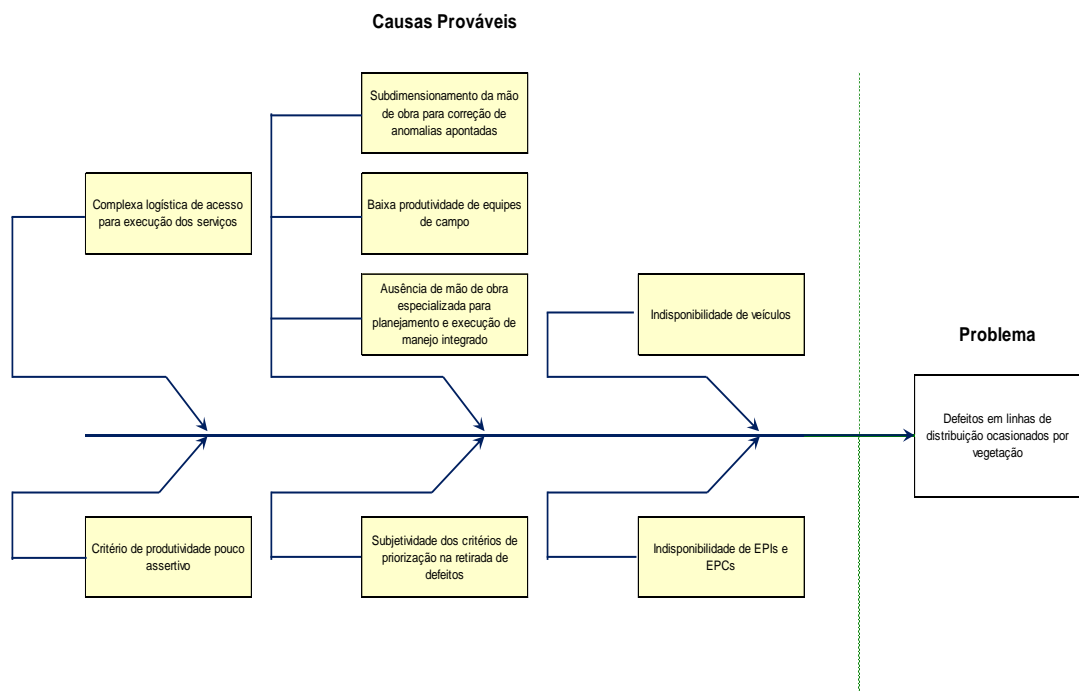 Causas Prováveis
Subdimensionamento da mão
de obra para correção de
anomalias apontadas
Complexa logística de acesso
para execução dos serviços
Baixa produtividade de equipes
de campo
Ausência de mão de obra
especializada para
planejamento e execução de
manejo integrado
Indisponibilidade de veículos
Problema
Defeitos em linhas de
distribuição ocasionados por
vegetação
Critério de produtividade pouco
assertivo
Subjetividade dos critérios de
priorização na retirada de
defeitos
Indisponibilidade de EPIs e
EPCs